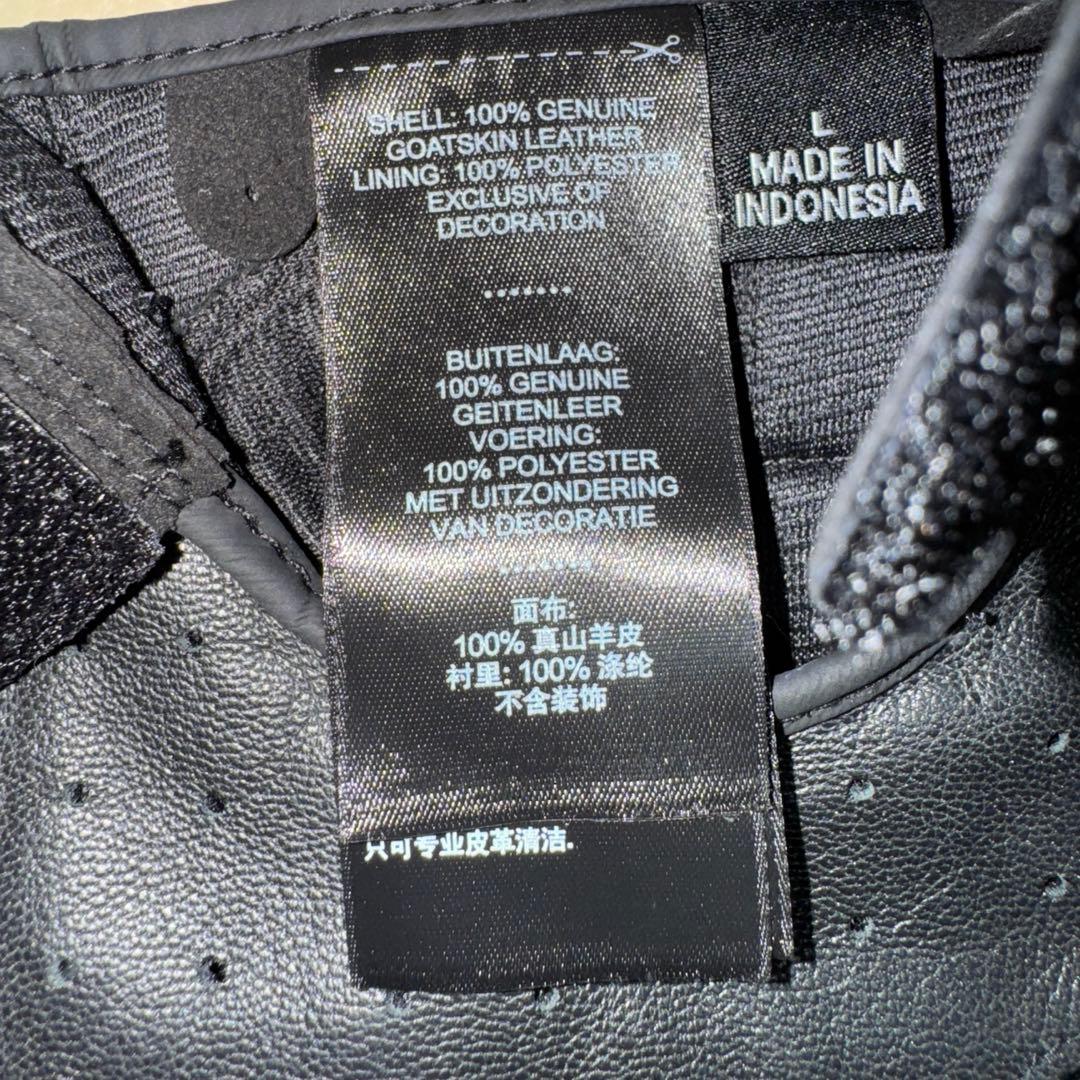 SHELL: 100% GENUINE
GOATSKIN LEATHER
LINING: 100% POLYESTER
EXCLUSIVE OF
DECORATION
.......
BUITENLAAG:
100% GENUINE
GEITENLEER
VOERING:
100% POLYESTER
MET UITZONDERING
VAN DECORATIE
.......
面布:
100% 真山羊皮
衬里: 100% 涤纶
不含装饰
只可专业皮革清洁.
L
MADE IN
INDONESIA